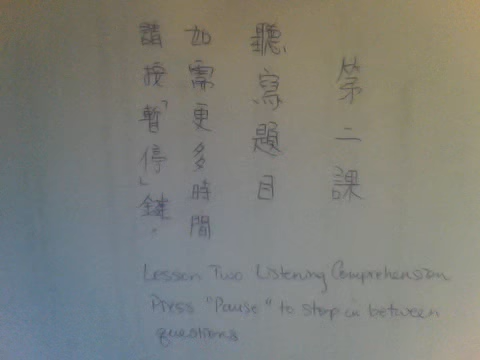 第二課
聽寫題目
如需更多時間
請按「暫停」鍵。
Lesson Two Listening Comprehension
Press "Pause" to stop in between
questions